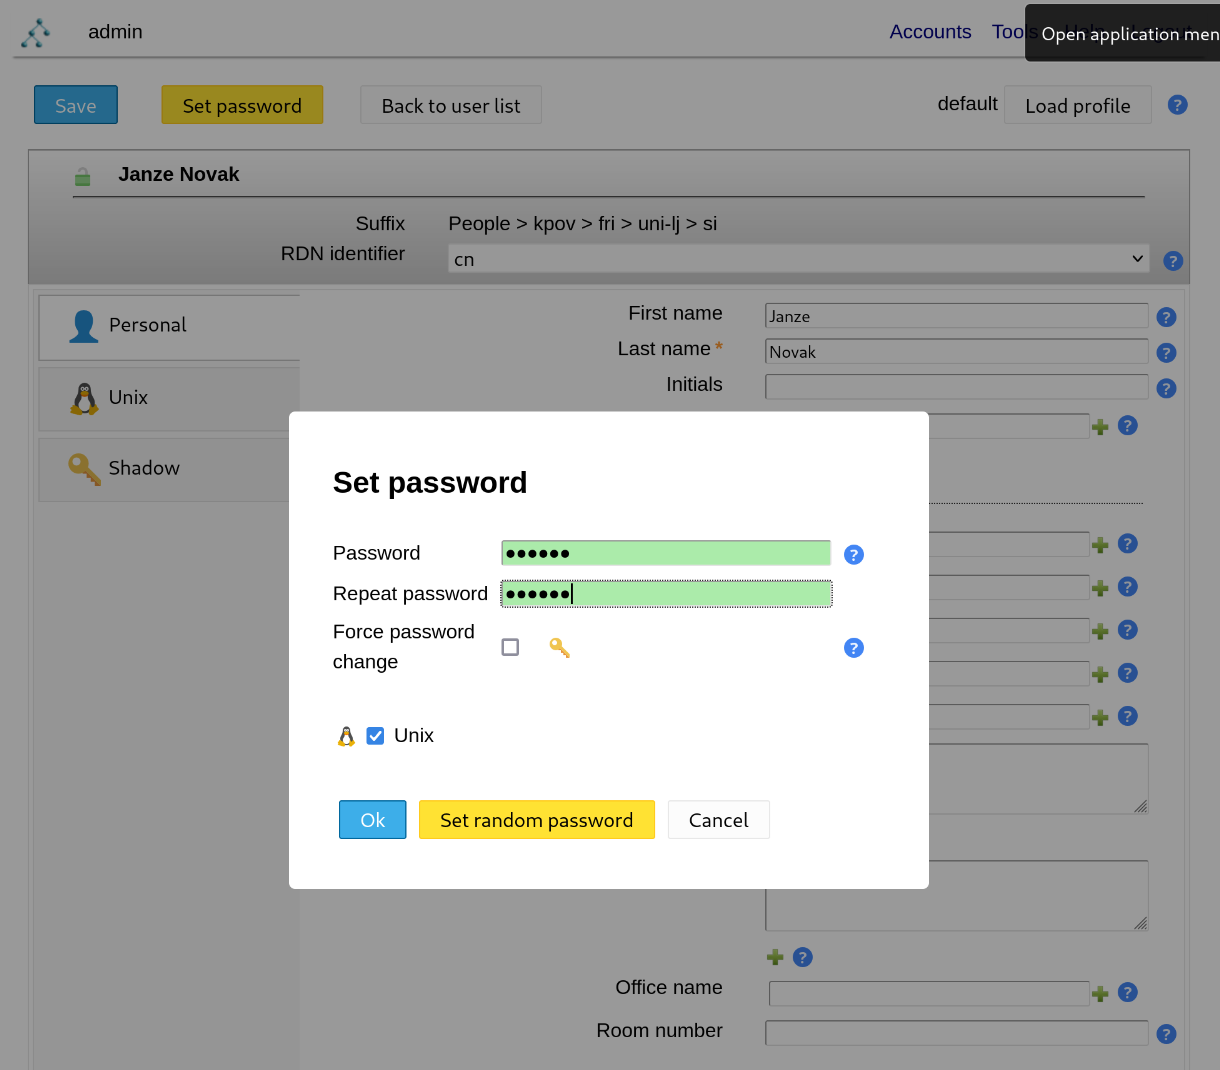 admin
Accounts
Tools
Open application men
Save
Set password
Back to user list
default
Load profile
Janze Novak
Suffix
People > kpov > fri > uni-lj > si
RDN identifier
cn
Personal
Unix
Shadow
First name
Janze
Last name *
Novak
Initials
Set password
Password
Repeat password
Force password
change
Unix
Ok
Set random password
Cancel
Office name
Room number